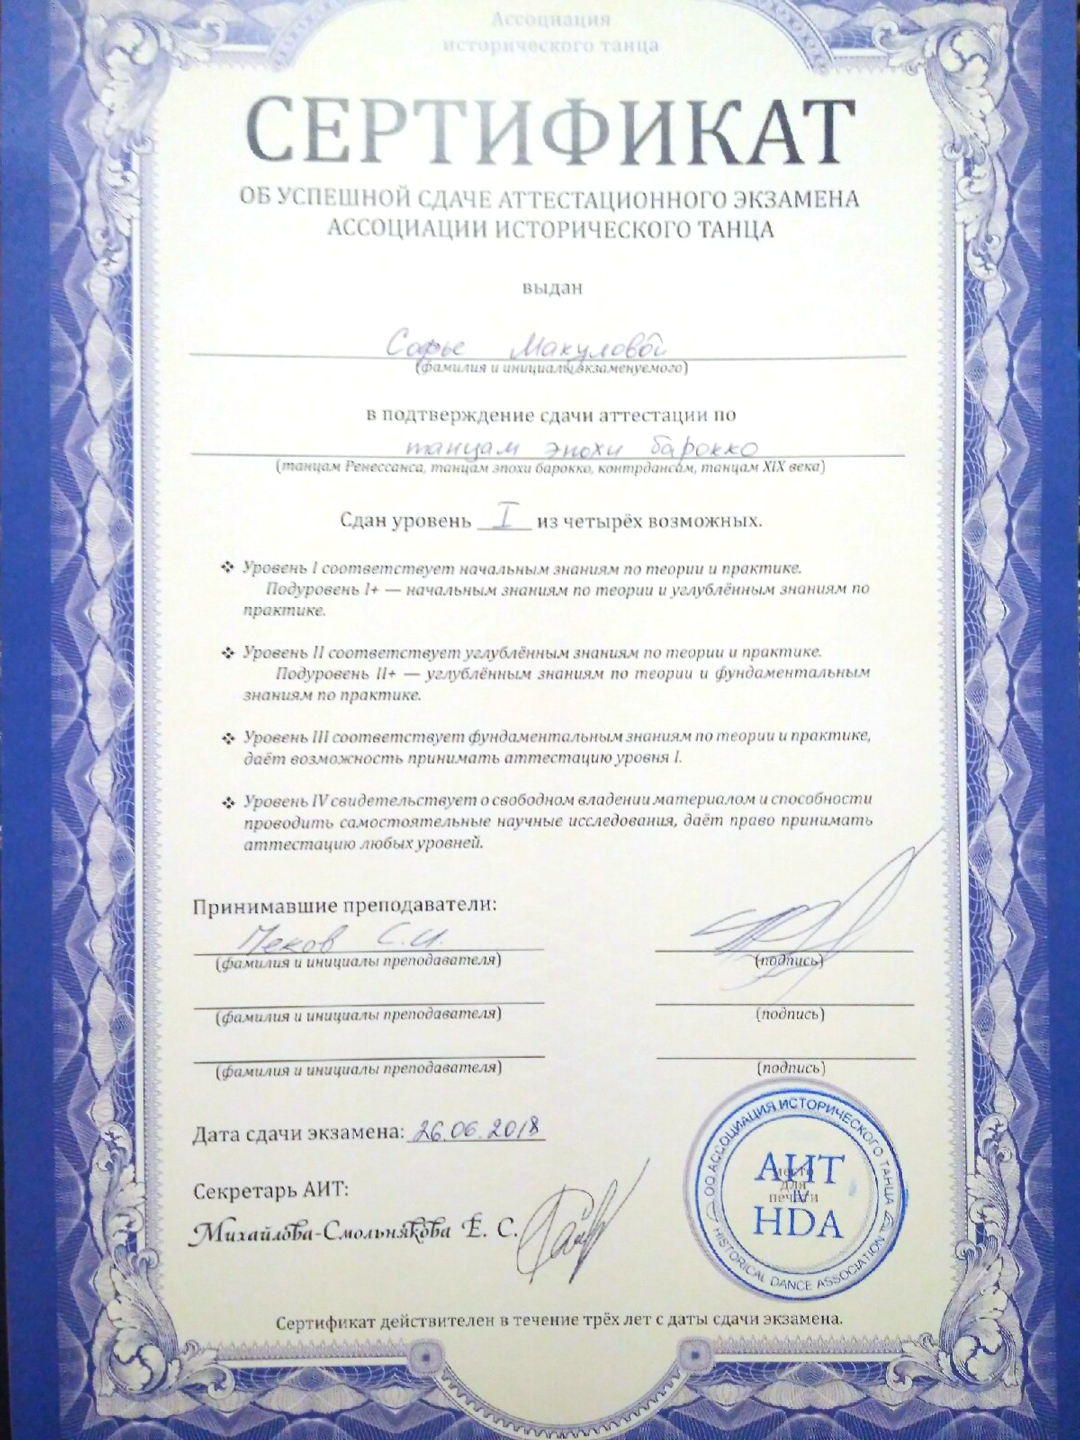 Ассоциация
исторического танца
СЕРТИФИКАТ
ОБ УСПЕШНОЙ СДАЧЕ АТТЕСТАЦИОННОГО ЭКЗАМЕНА
АССОЦИАЦИИ ИСТОРИЧЕСКОГО ТАНЦА
выдан
Софье Макуловой
(фамилия и инициалы экзаменуемого)
в подтверждение сдачи аттестации по
танцам эпохи барокко
(танцам Ренессанса, танцам эпохи барокко, контрдансам, танцам XIX века)
Сдан уровень I из четырёх возможных.
❖ Уровень I соответствует начальным знаниям по теории и практике.
Подуровень I+ — начальным знаниям по теории и углублённым знаниям по
практике.
❖ Уровень II соответствует углублённым знаниям по теории и практике.
Подуровень II+ — углублённым знаниям по теории и фундаментальным
знаниям по практике.
❖ Уровень III соответствует фундаментальным знаниям по теории и практике,
даёт возможность принимать аттестацию уровня I.
❖ Уровень IV свидетельствует о свободном владении материалом и способности
проводить самостоятельные научные исследования, даёт право принимать
аттестацию любых уровней.
Принимавшие преподаватели:
С.И.
(фамилия и инициалы преподавателя) (подпись)
(фамилия и инициалы преподавателя) (подпись)
(фамилия и инициалы преподавателя) (подпись)
Дата сдачи экзамена: 26.06.2018
Секретарь АИТ:
Михайлова-Смольнякова Е. С.
ОО АССОЦИАЦИЯ ИСТОРИЧЕСКОГО ТАНЦА
АИТ
место
для
печати
IV
HDA
HISTORICAL DANCE ASSOCIATION
Сертификат действителен в течение трёх лет с даты сдачи экзамена.